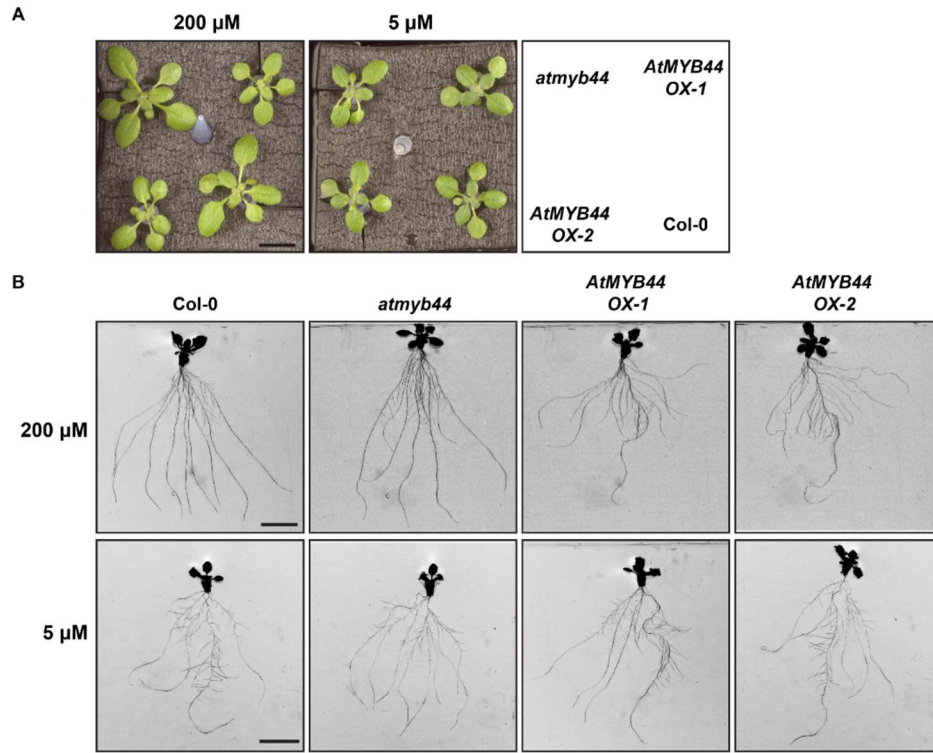 A
200 µM
5 µM
atmyb44
AtMYB44
OX-1
AtMYB44
OX-2
Col-0
B
Col-0
atmyb44
AtMYB44
OX-1
AtMYB44
OX-2
200 µM
5 µM